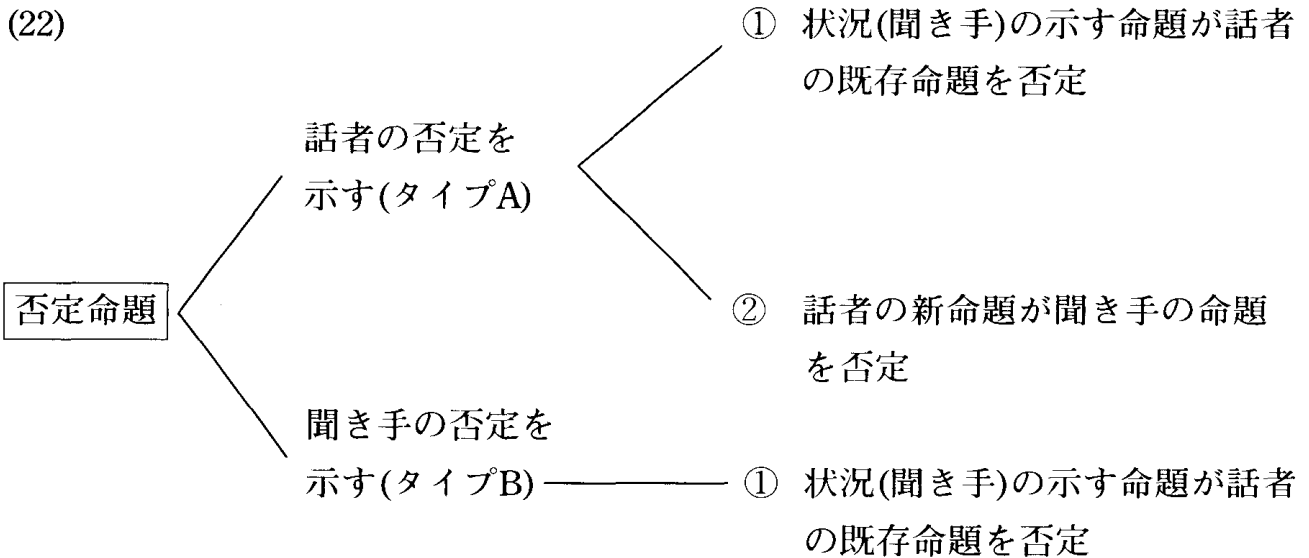 (22)
① 状況(聞き手)の示す命題が話者
の既存命題を否定
話者の否定を
示す(タイプA)
② 話者の新命題が聞き手の命題
を否定
否定命題
聞き手の否定を
示す(タイプB)
① 状況(聞き手)の示す命題が話者
の既存命題を否定